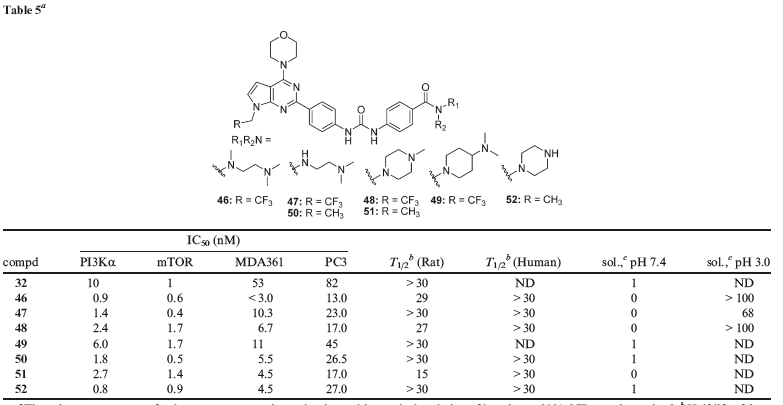 Table 5ᵃ
O
N
N
N
N
R
O
NH NH
O
N R₁
R₂
R₁R₂N =
N
N
46: R = CF₃
H
N
N
47: R = CF₃
50: R = CH₃
N
N
48: R = CF₃
51: R = CH₃
N
N
49: R = CF₃
NH
N
52: R = CH₃
IC₅₀ (nM)
compd PI3Kα mTOR MDA361 PC3 T₁/₂ᵇ (Rat) T₁/₂ᵇ (Human) sol.,ᶜ pH 7.4 sol.,ᶜ pH 3.0
32 10 1 53 82 >30 ND 1 ND
46 0.9 0.6 <3.0 13.0 29 >30 0 >100
47 1.4 0.4 10.3 23.0 >30 >30 0 68
48 2.4 1.7 6.7 17.0 27 >30 0 >100
49 6.0 1.7 11 45 >30 ND 1 ND
50 1.8 0.5 5.5 26.5 >30 >30 1 ND
51 2.7 1.4 4.5 17.0 15 >30 0 ND
52 0.8 0.9 4.5 27.0 >30 >30 1 ND